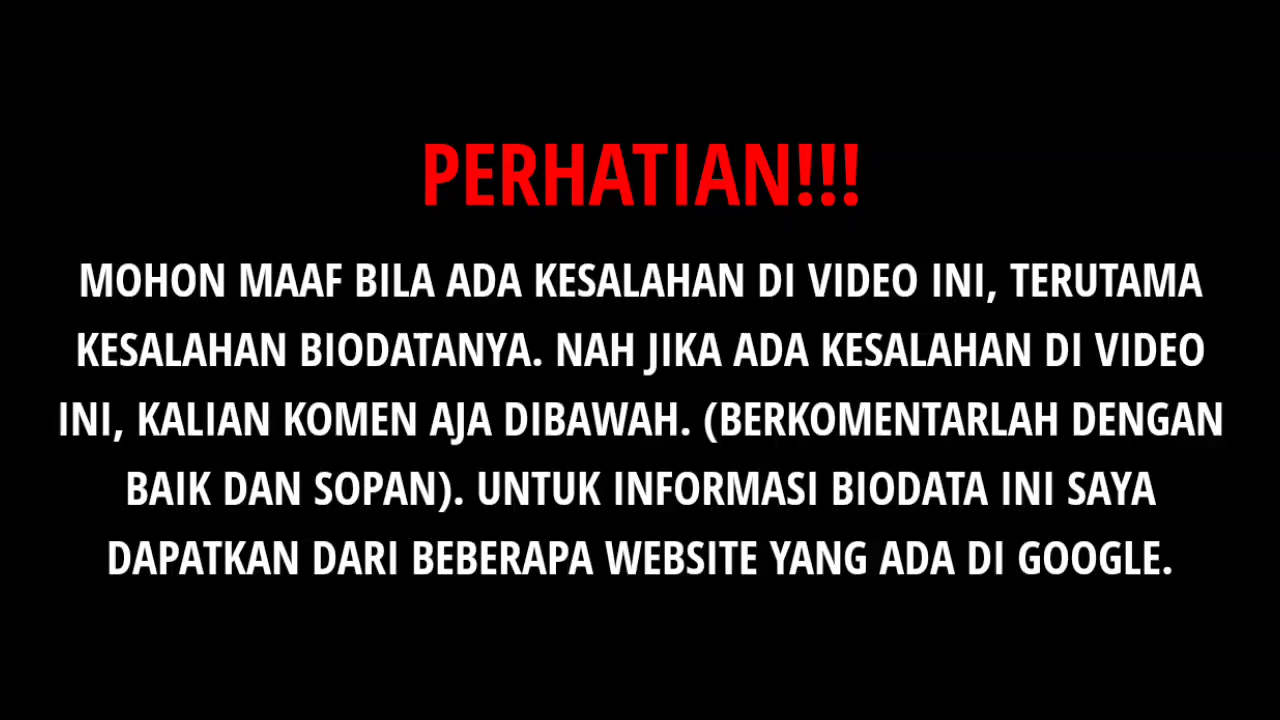 PERHATIAN!!!
MOHON MAAF BILA ADA KESALAHAN DI VIDEO INI, TERUTAMA
KESALAHAN BIODATANYA. NAH JIKA ADA KESALAHAN DI VIDEO
INI, KALIAN KOMEN AJA DIBAWAH. (BERKOMENTARLAH DENGAN
BAIK DAN SOPAN). UNTUK INFORMASI BIODATA INI SAYA
DAPATKAN DARI BEBERAPA WEBSITE YANG ADA DI GOOGLE.